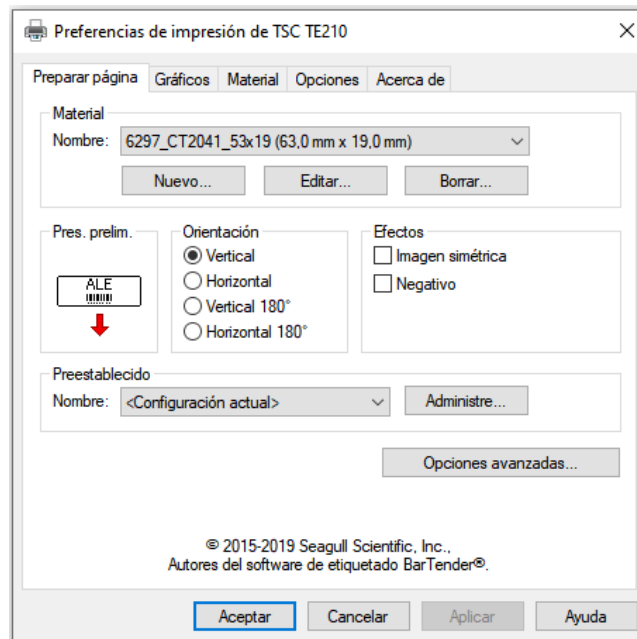 Preferencias de impresión de TSC TE210
Preparar página Gráficos Material Opciones Acerca de
Material
Nombre: 6297_CT2041_53x19 (63,0 mm x 19,0 mm)
Nuevo... Editar... Borrar...
Pres. prelim.
ALE
Orientación
Vertical
Horizontal
Vertical 180°
Horizontal 180°
Efectos
Imagen simétrica
Negativo
Preestablecido
Nombre: <Configuración actual> Administre...
Opciones avanzadas...
© 2015-2019 Seagull Scientific, Inc.,
Autores del software de etiquetado BarTender®.
Aceptar Cancelar Aplicar Ayuda